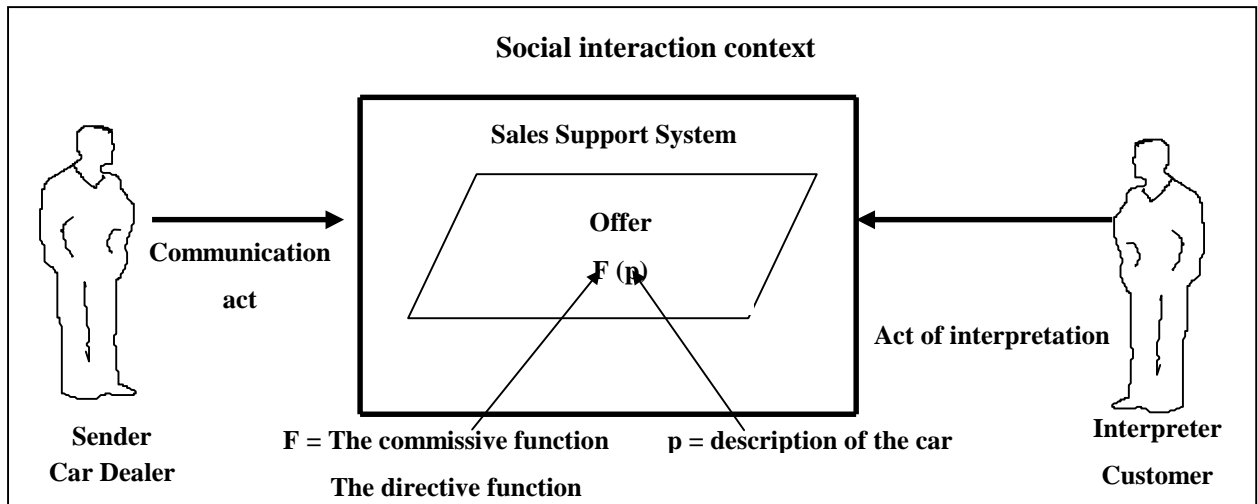 Social interaction context
Sales Support System
Offer
F (p)
Communication
act
Act of interpretation
Sender
Car Dealer
F = The commissive function
The directive function
p = description of the car
Interpreter
Customer